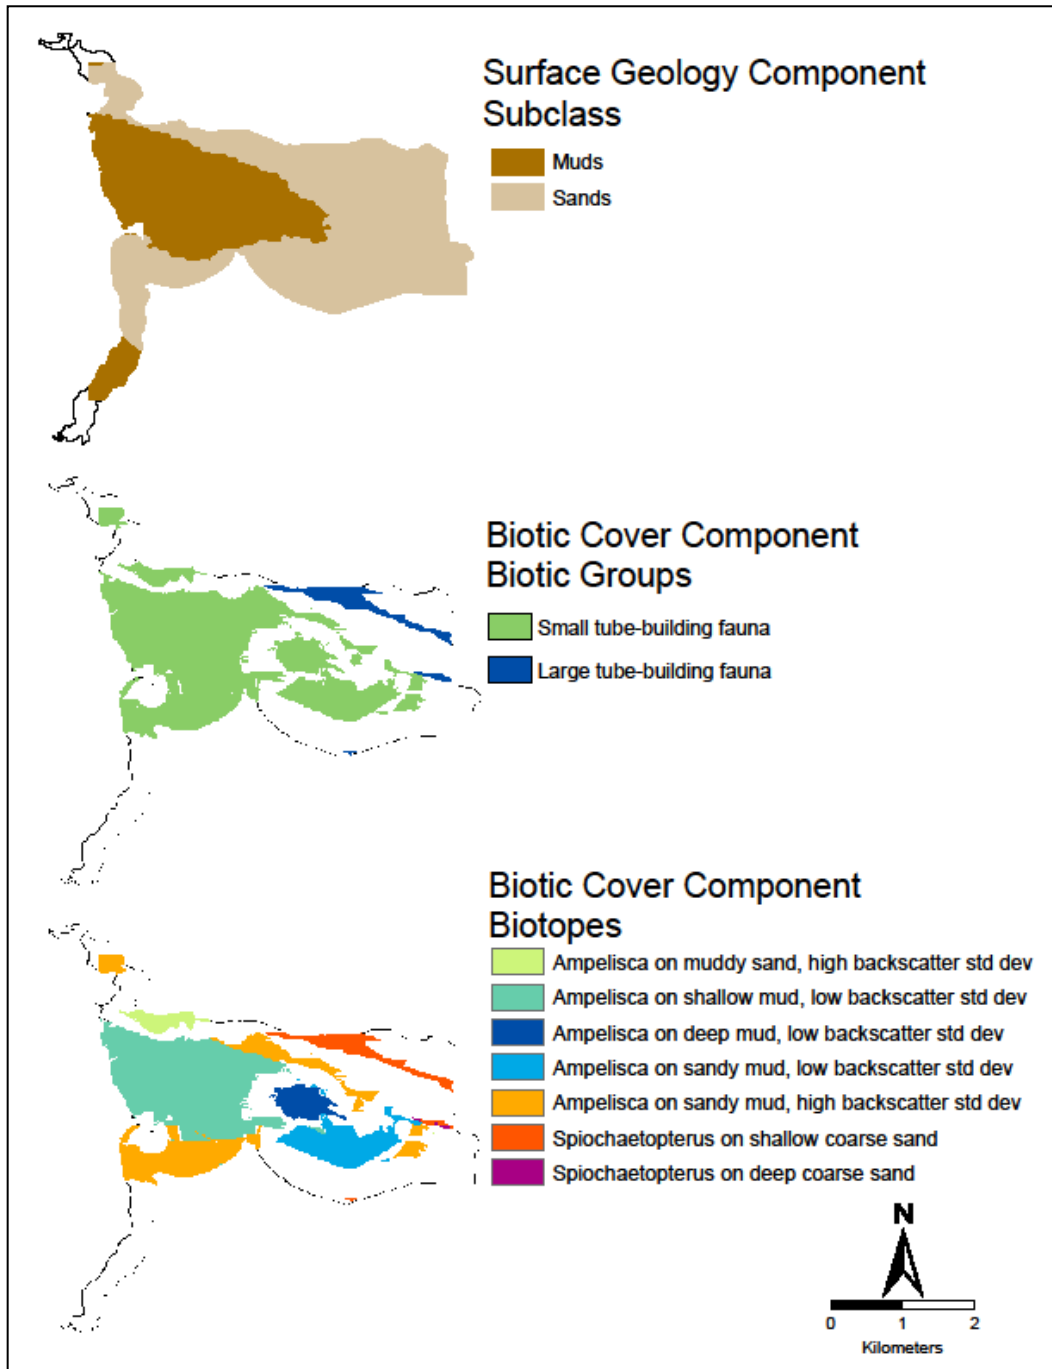 Surface Geology Component
Subclass
Muds
Sands
Biotic Cover Component
Biotic Groups
Small tube-building fauna
Large tube-building fauna
Biotic Cover Component
Biotopes
Ampelisca on muddy sand, high backscatter std dev
Ampelisca on shallow mud, low backscatter std dev
Ampelisca on deep mud, low backscatter std dev
Ampelisca on sandy mud, low backscatter std dev
Ampelisca on sandy mud, high backscatter std dev
Spiochaetopterus on shallow coarse sand
Spiochaetopterus on deep coarse sand
N
0 1 2
Kilometers